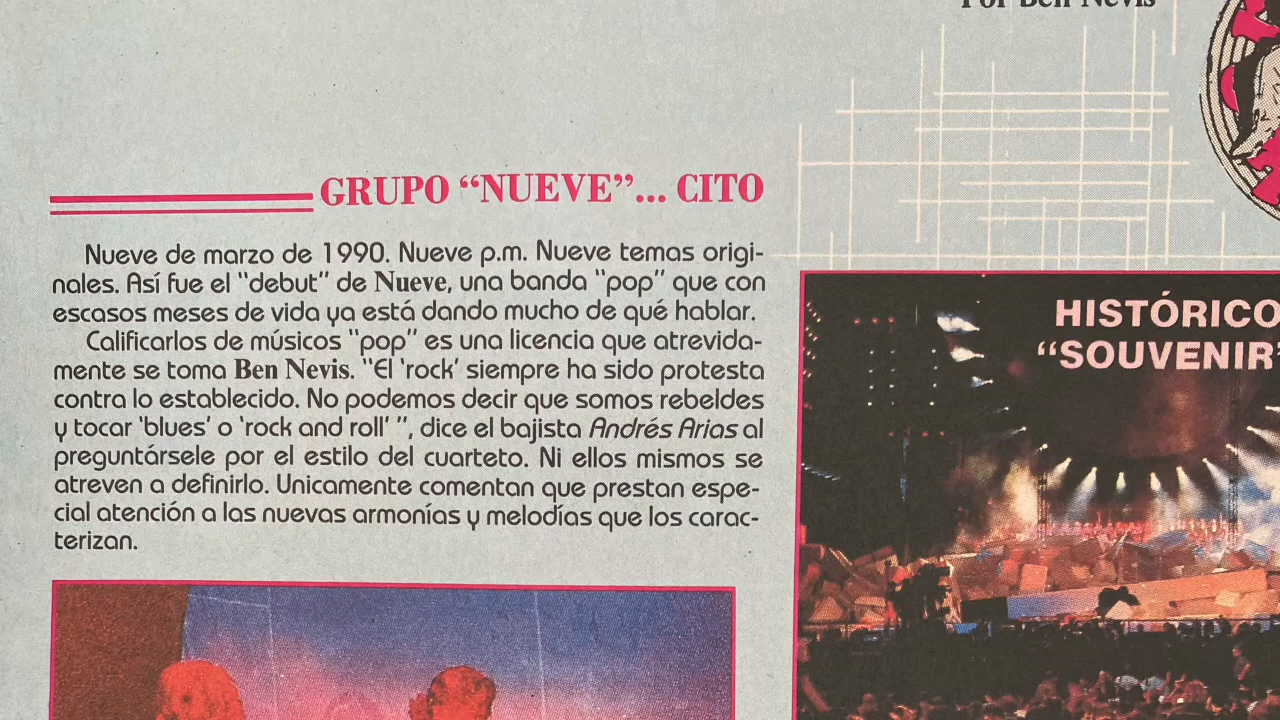 Por Ben Nevis
GRUPO “NUEVE”... CITO
Nueve de marzo de 1990. Nueve p.m. Nueve temas origi-
nales. Así fue el “debut” de Nueve, una banda “pop” que con
escasos meses de vida ya está dando mucho de qué hablar.
Calificarlos de músicos “pop” es una licencia que atrevida-
mente se toma Ben Nevis. “El ‘rock’ siempre ha sido protesta
contra lo establecido. No podemos decir que somos rebeldes
y tocar ‘blues’ o ‘rock and roll’ ”, dice el bajista Andrés Arias al
preguntársele por el estilo del cuarteto. Ni ellos mismos se
atreven a definirlo. Unicamente comentan que prestan espe-
cial atención a las nuevas armonías y melodías que los carac-
terizan.
HISTÓRICO
“SOUVENIR”